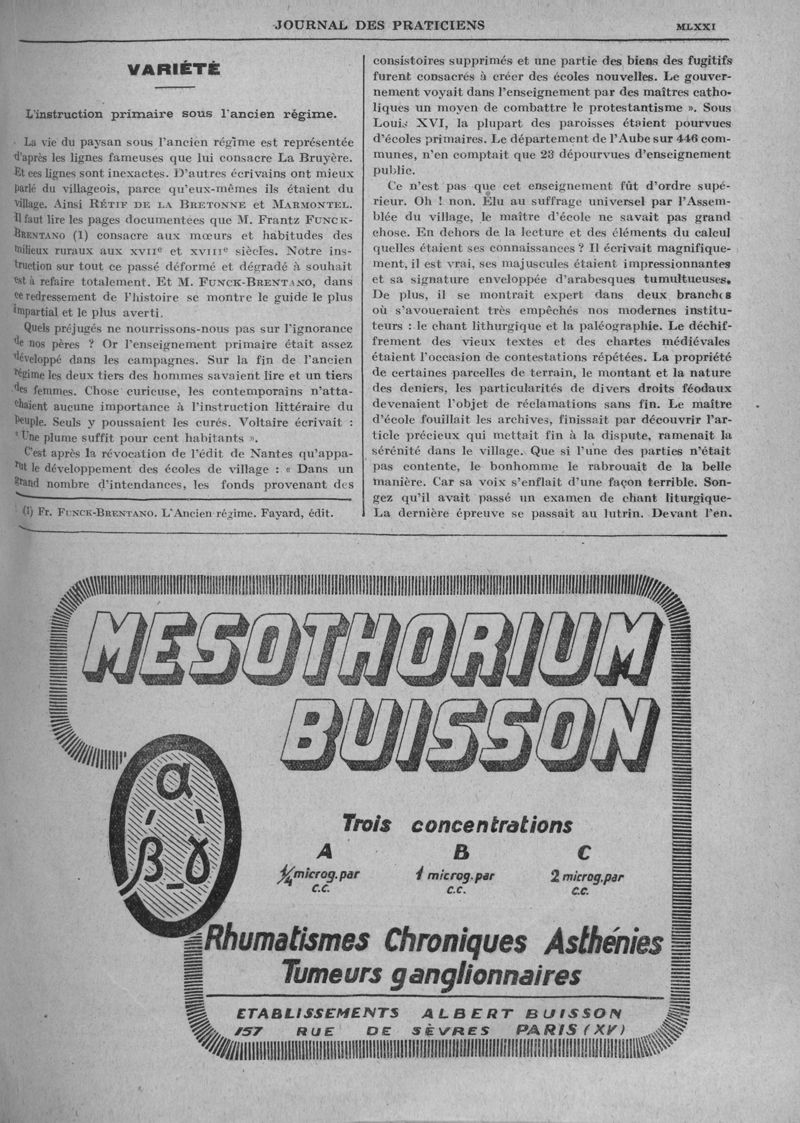 JOURNAL DES PRATICIENS
MLXXI
VARIÉTÉ
L'instruction primaire sous l'ancien régime.
La vie du paysan sous l'ancien régime est représentée
d'après les lignes fameuses que lui consacre La Bruyère.
Et ces lignes sont inexactes. D'autres écrivains ont mieux
parlé du villageois, parce qu'eux-mêmes ils étaient du
village. Ainsi RÉTIF DE LA BRETONNE et MARMONTEL.
Il faut lire les pages documentees que M. Frantz FUNCK-
BRENTANO (1) consacre aux mœurs et habitudes des
milieux ruraux aux XVIIe et XVIIIe siècles. Notre ins-
truction sur tout ce passé déformé et dégradé à souhait
est à refaire totalement. Et M. FUNCK-BRENTANO, dans
ce redressement de l'histoire se montre le guide le plus
impartial et le plus averti.
Quels préjugés ne nourrissons-nous pas sur l'ignorance
de nos pères ? Or l'enseignement primaire était assez
développé dans les campagnes. Sur la fin de l'ancien
régime les deux tiers des hommes savaient lire et un tiers
des femmes. Chose curieuse, les contemporains n'atta-
chaient aucune importance à l'instruction littéraire du
peuple. Seuls y poussaient les curés. Voltaire écrivait :
« Une plume suffit pour cent habitants ».
C'est après la révocation de l'édit de Nantes qu'appa-
rut le développement des écoles de village : « Dans un
grand nombre d'intendances, les fonds provenant des
(1) Fr. FUNCK-BRENTANO. L'Ancien régime. Fayard, édit.
consistoires supprimés et une partie des biens des fugitifs
furent consacrés à créer des écoles nouvelles. Le gouver-
nement voyait dans l'enseignement par des maîtres catho-
liques un moyen de combattre le protestantisme ». Sous
Louis XVI, la plupart des paroisses étaient pourvues
d'écoles primaires. Le département de l'Aube sur 446 com-
munes, n'en comptait que 23 dépourvues d'enseignement
public.
Ce n'est pas que cet enseignement fût d'ordre supé-
rieur. Oh ! non. Élu au suffrage universel par l'Assem-
blée du village, le maître d'école ne savait pas grand
chose. En dehors de la lecture et des éléments du calcul
quelles étaient ses connaissances ? Il écrivait magnifique-
ment, il est vrai, ses majuscules étaient impressionnantes
et sa signature enveloppée d'arabesques tumultueuses.
De plus, il se montrait expert dans deux branches
où s'avoueraient très empêchés nos modernes institu-
teurs : le chant lithurgique et la paléographie. Le déchif-
frement des vieux textes et des chartes médiévales
étaient l'occasion de contestations répétées. La propriété
de certaines parcelles de terrain, le montant et la nature
des deniers, les particularités de divers droits féodaux
devenaient l'objet de réclamations sans fin. Le maître
d'école fouillait les archives, finissait par découvrir l'ar-
ticle précieux qui mettait fin à la dispute, ramenait la
sérénité dans le village. Que si l'une des parties n'était
pas contente, le bonhomme le rabrouait de la belle
manière. Car sa voix s'enflait d'une façon terrible. Son-
gez qu'il avait passé un examen de chant liturgique-
La dernière épreuve se passait au lutrin. Devant l'en.
MESOTHORIUM
BUISSON
α
β_γ
Trois concentrations
A B C
1/4 microg. par 1 microg. par 2 microg. par
c.c. c.c. c.c.
Rhumatismes Chroniques Asthénies
Tumeurs ganglionnaires
ETABLISSEMENTS ALBERT BUISSON
157 RUE DE SÈVRES PARIS (XV)